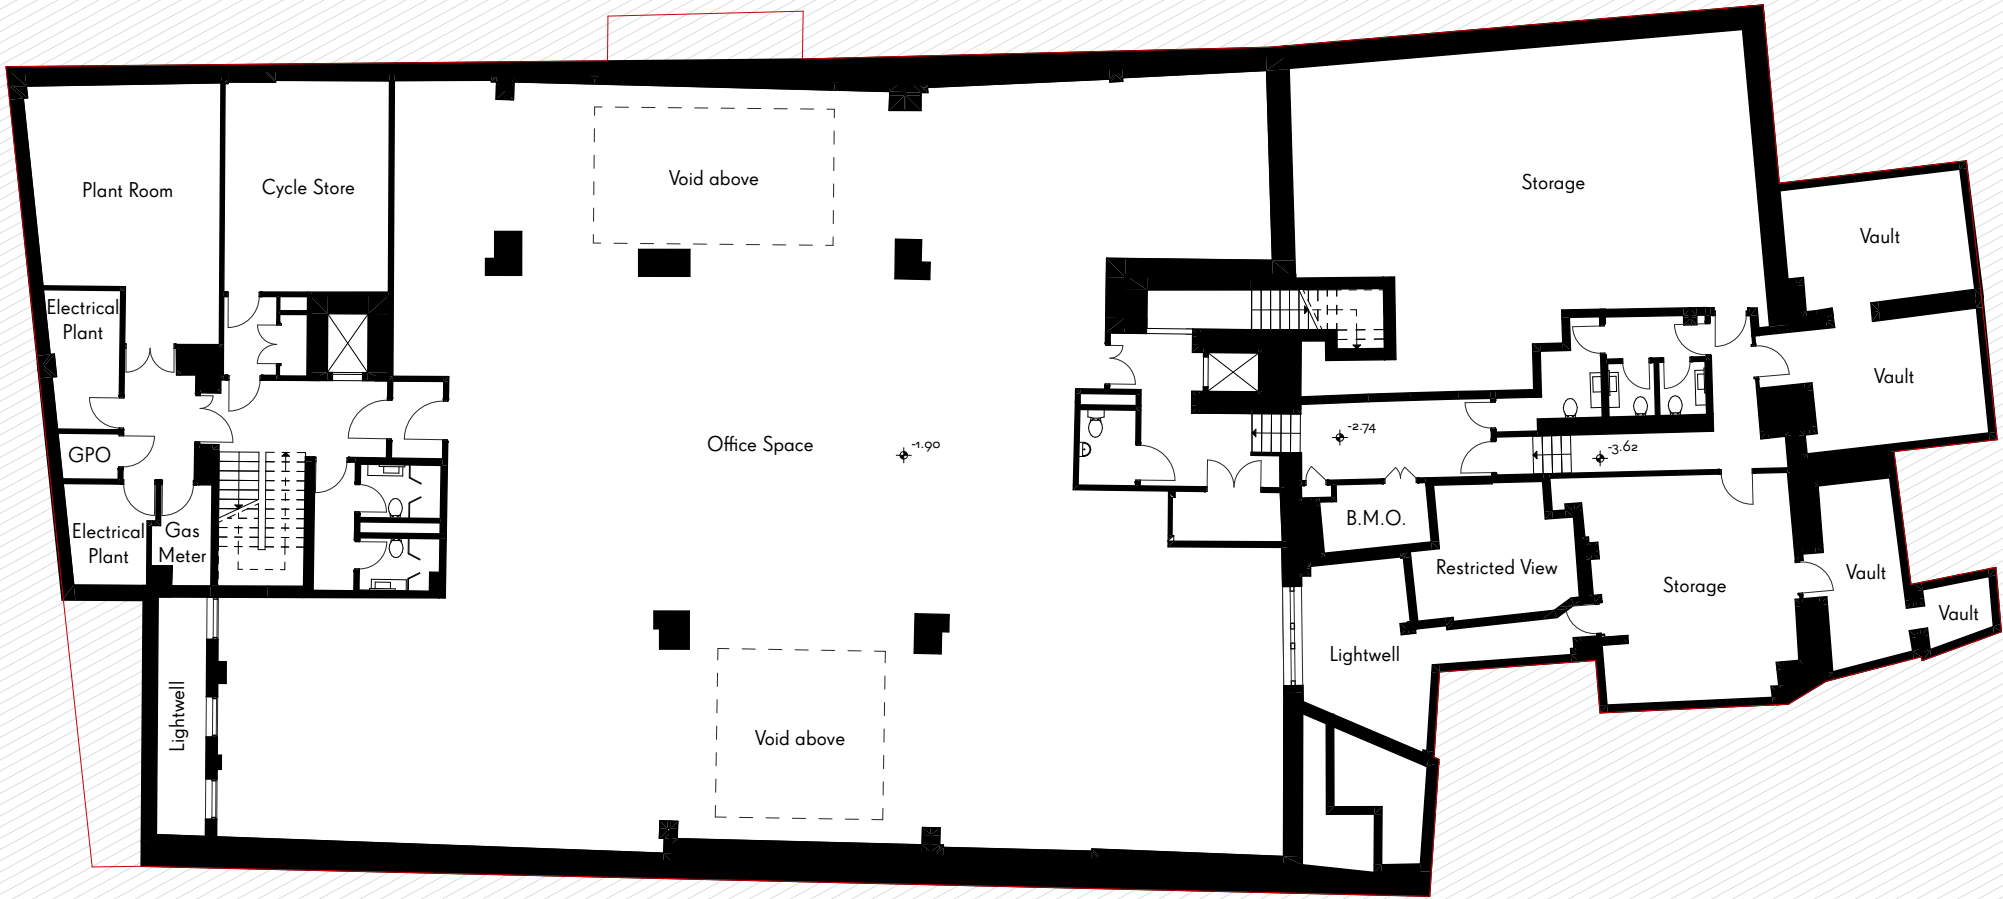 Plant Room
Cycle Store
Void above
Storage
Vault
Electrical
Plant
Vault
Office Space
-1.90
-2.74
-3.62
GPO
Electrical
Plant
Gas
Meter
B.M.O.
Restricted View
Storage
Vault
Vault
Lightwell
Lightwell
Void above